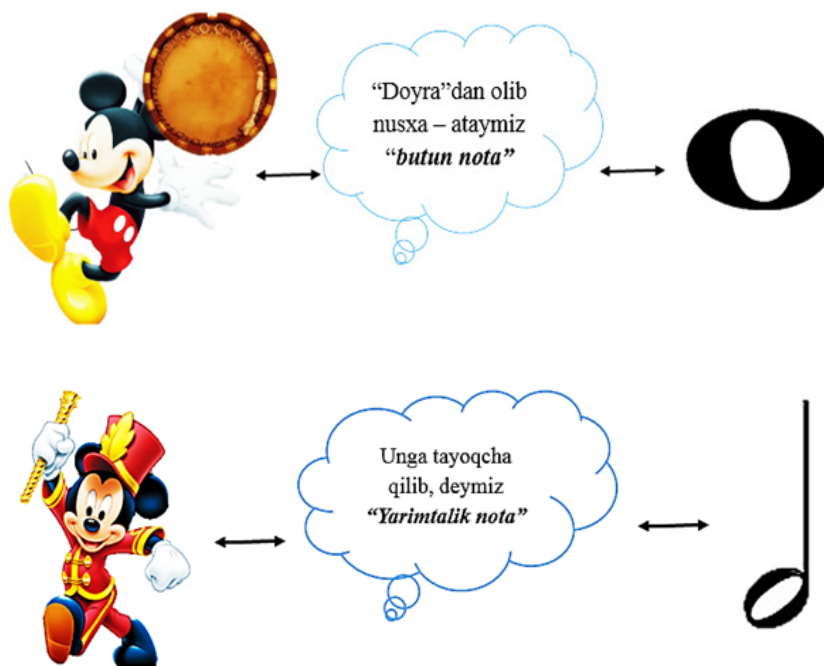 “Doyra”dan olib
nusxa – ataymiz
“butun nota”
Unga tayoqcha
qilib, deymiz
“Yarimtalik nota”